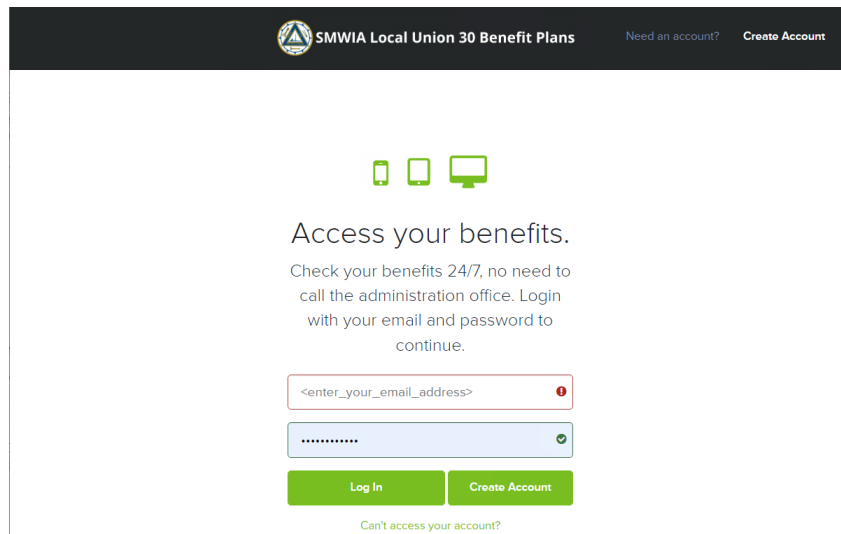 SMWIA Local Union 30 Benefit Plans
Need an account?
Create Account
Access your benefits.
Check your benefits 24/7, no need to
call the administration office. Login
with your email and password to
continue.
<enter_your_email_address>
••••••••••••
Log In
Create Account
Can't access your account?